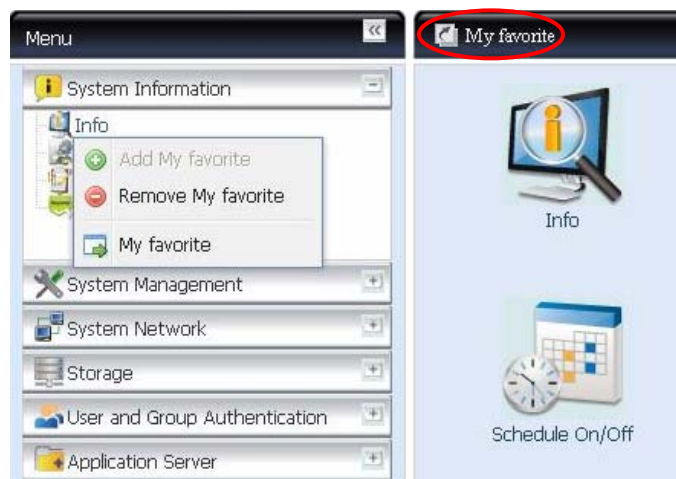 Menu
System Information
Info
Add My favorite
Remove My favorite
My favorite
System Management
System Network
Storage
User and Group Authentication
Application Server
My favorite
Info
Schedule On/Off